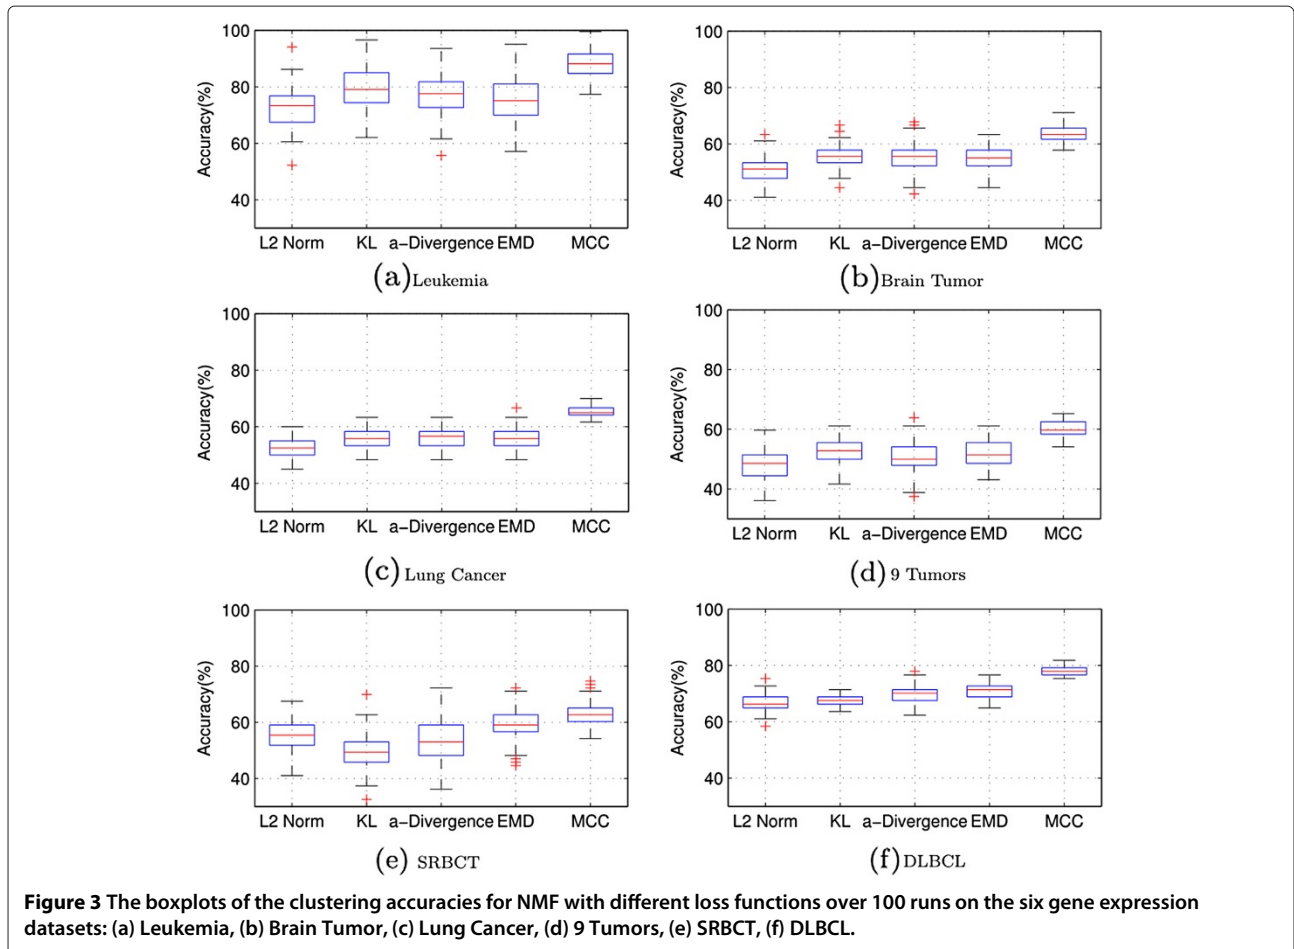 100
80
60
40
Accuracy(%)
L2 Norm KL a-Divergence EMD MCC
(a)Leukemia
100
80
60
40
Accuracy(%)
L2 Norm KL a-Divergence EMD MCC
(b)Brain Tumor
100
80
60
40
Accuracy(%)
L2 Norm KL a-Divergence EMD MCC
(c) Lung Cancer
100
80
60
40
Accuracy(%)
L2 Norm KL a-Divergence EMD MCC
(d) 9 Tumors
100
80
60
40
Accuracy(%)
L2 Norm KL a-Divergence EMD MCC
(e) SRBCT
100
80
60
40
Accuracy(%)
L2 Norm KL a-Divergence EMD MCC
(f) DLBCL
Figure 3 The boxplots of the clustering accuracies for NMF with different loss functions over 100 runs on the six gene expression
datasets: (a) Leukemia, (b) Brain Tumor, (c) Lung Cancer, (d) 9 Tumors, (e) SRBCT, (f) DLBCL.